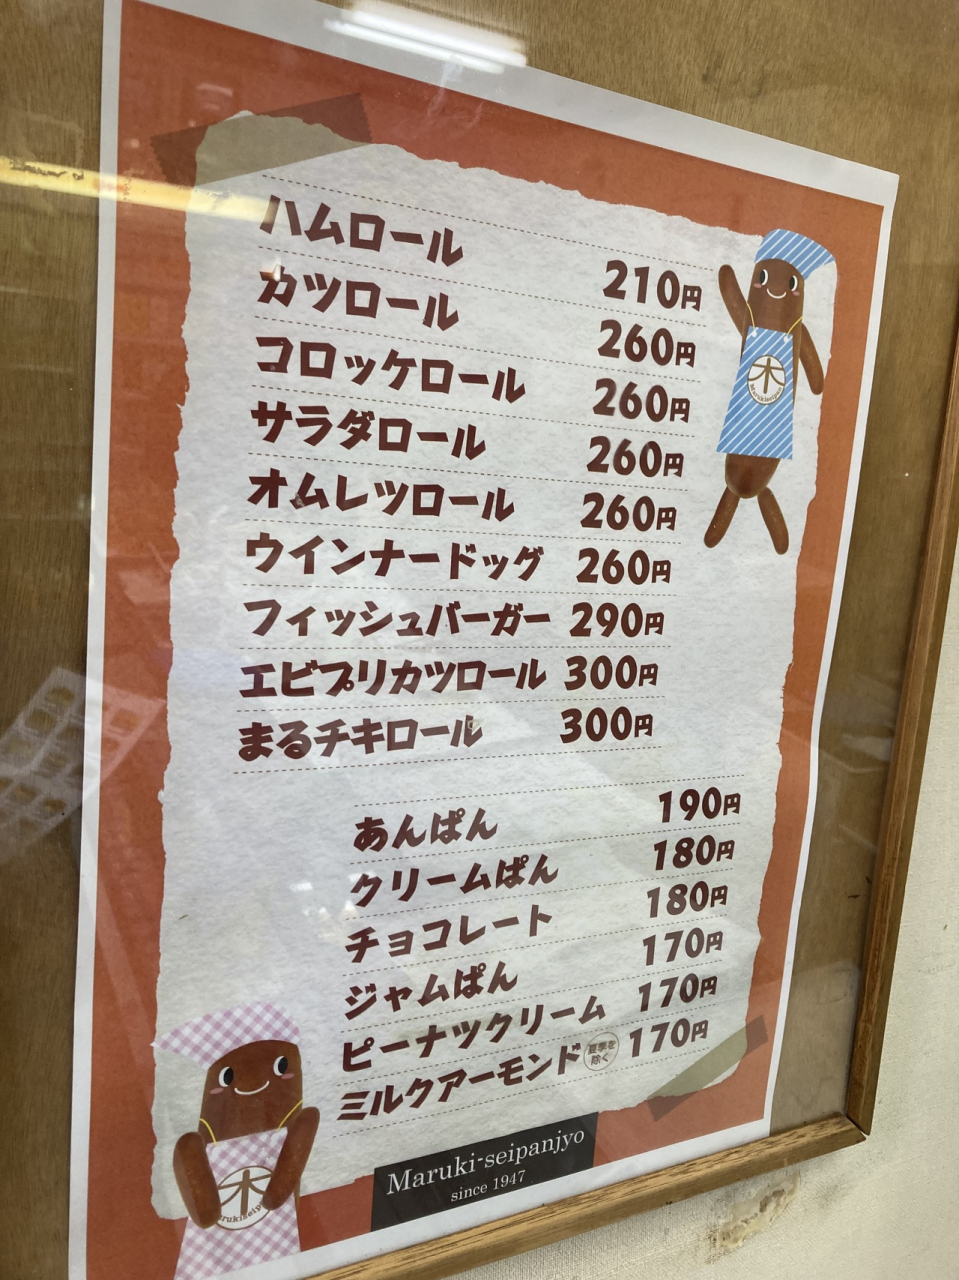 ハムロール 210円
カツロール 260円
コロッケロール 260円
サラダロール 260円
オムレツロール 260円
ウインナードッグ 260円
フィッシュバーガー 290円
エビプリカツロール 300円
まるチキロール 300円
あんぱん 190円
クリームぱん 180円
チョコレート 180円
ジャムぱん 170円
ピーナツクリーム 170円
ミルクアーモンド 夏季を除く 170円
木
Marukiseipan
木
Maruki-seipanjyo
since 1947